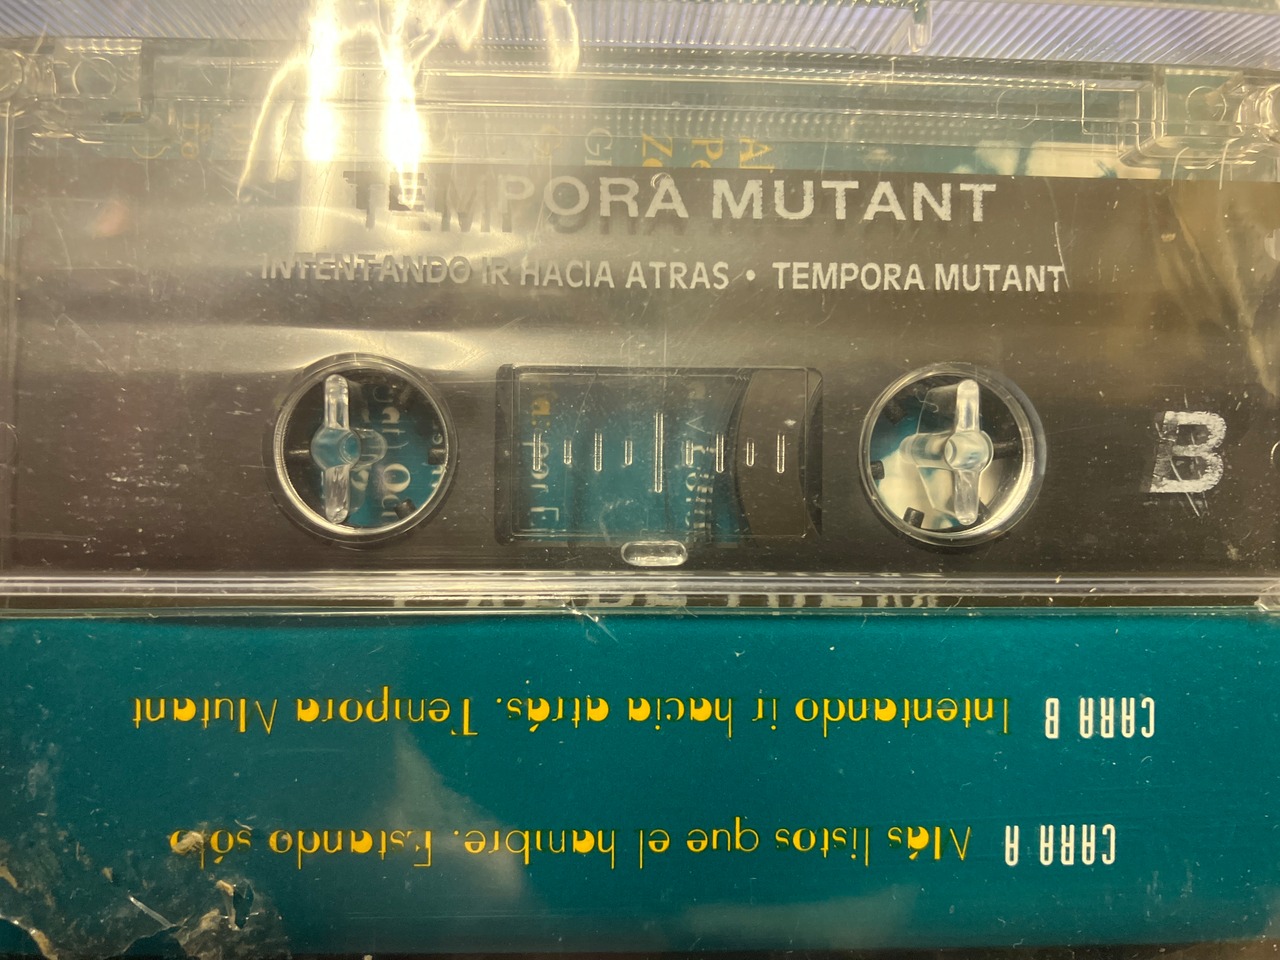 TEMPORA MUTANT
INTENTANDO IR HACIA ATRAS • TEMPORA MUTANT
B
CARA A Más listos que el hambre. Estando sólo
CARA B Intentando ir hacia atrás. Tempora Mutant